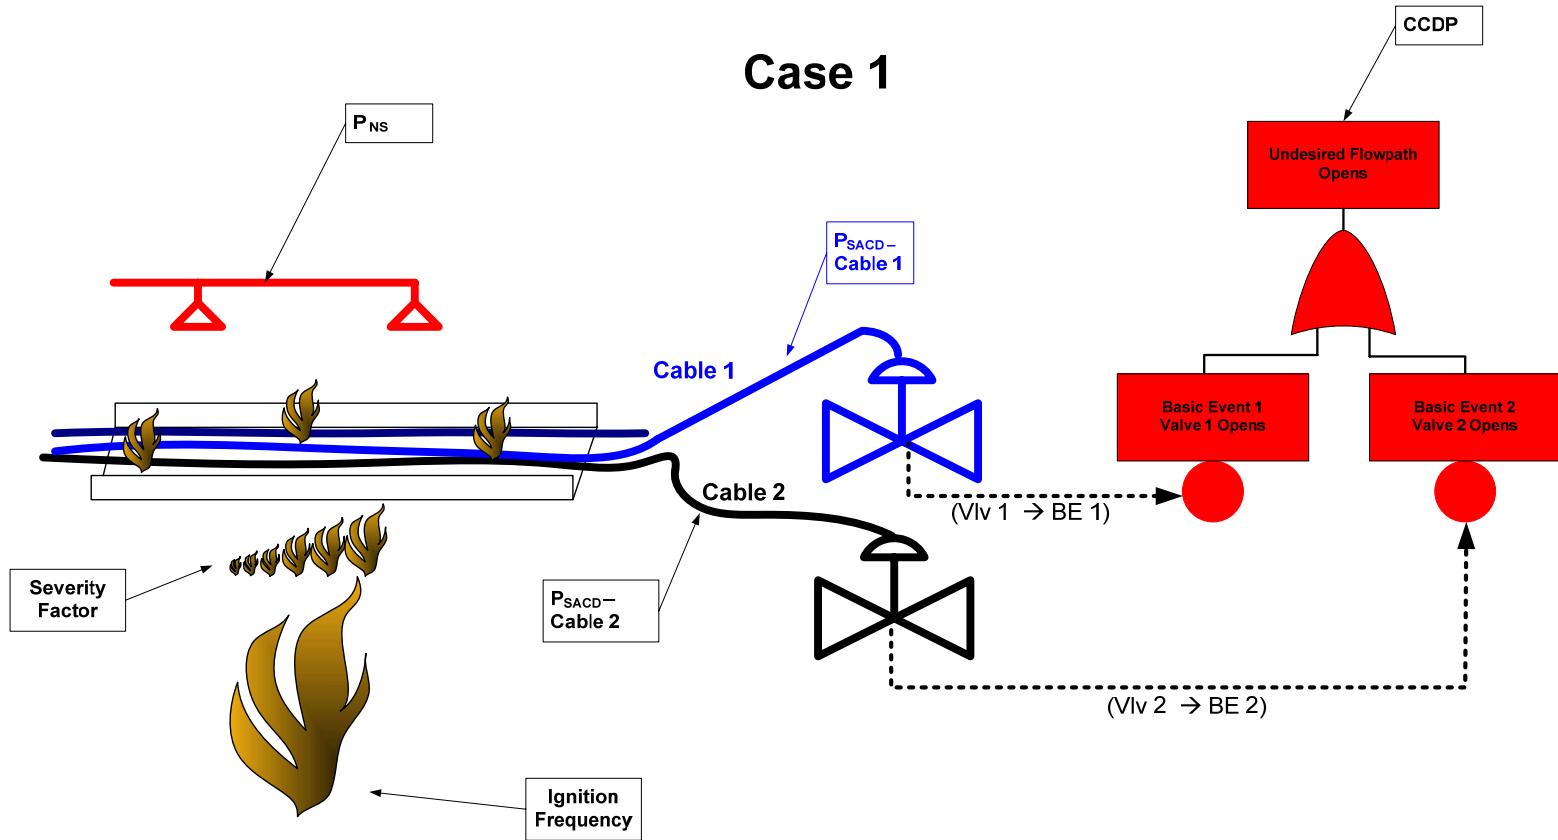 CCDP
Case 1
PNS
Undesired Flowpath
Opens
PSACD –
Cable 1
Cable 1
Basic Event 1
Valve 1 Opens
Basic Event 2
Valve 2 Opens
Cable 2
(Vlv 1 → BE 1)
Severity
Factor
PSACD –
Cable 2
(Vlv 2 → BE 2)
Ignition
Frequency